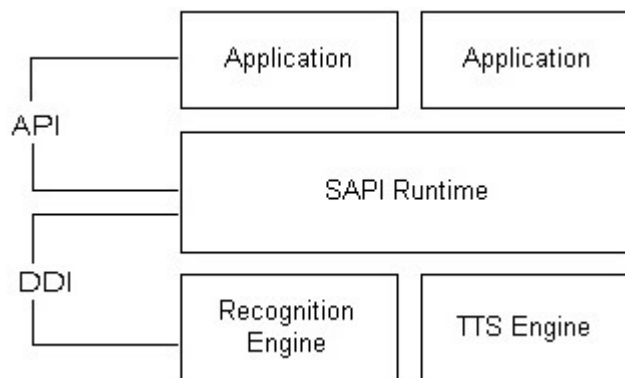 Application
Application
API
SAPI Runtime
DDI
Recognition
Engine
TTS Engine